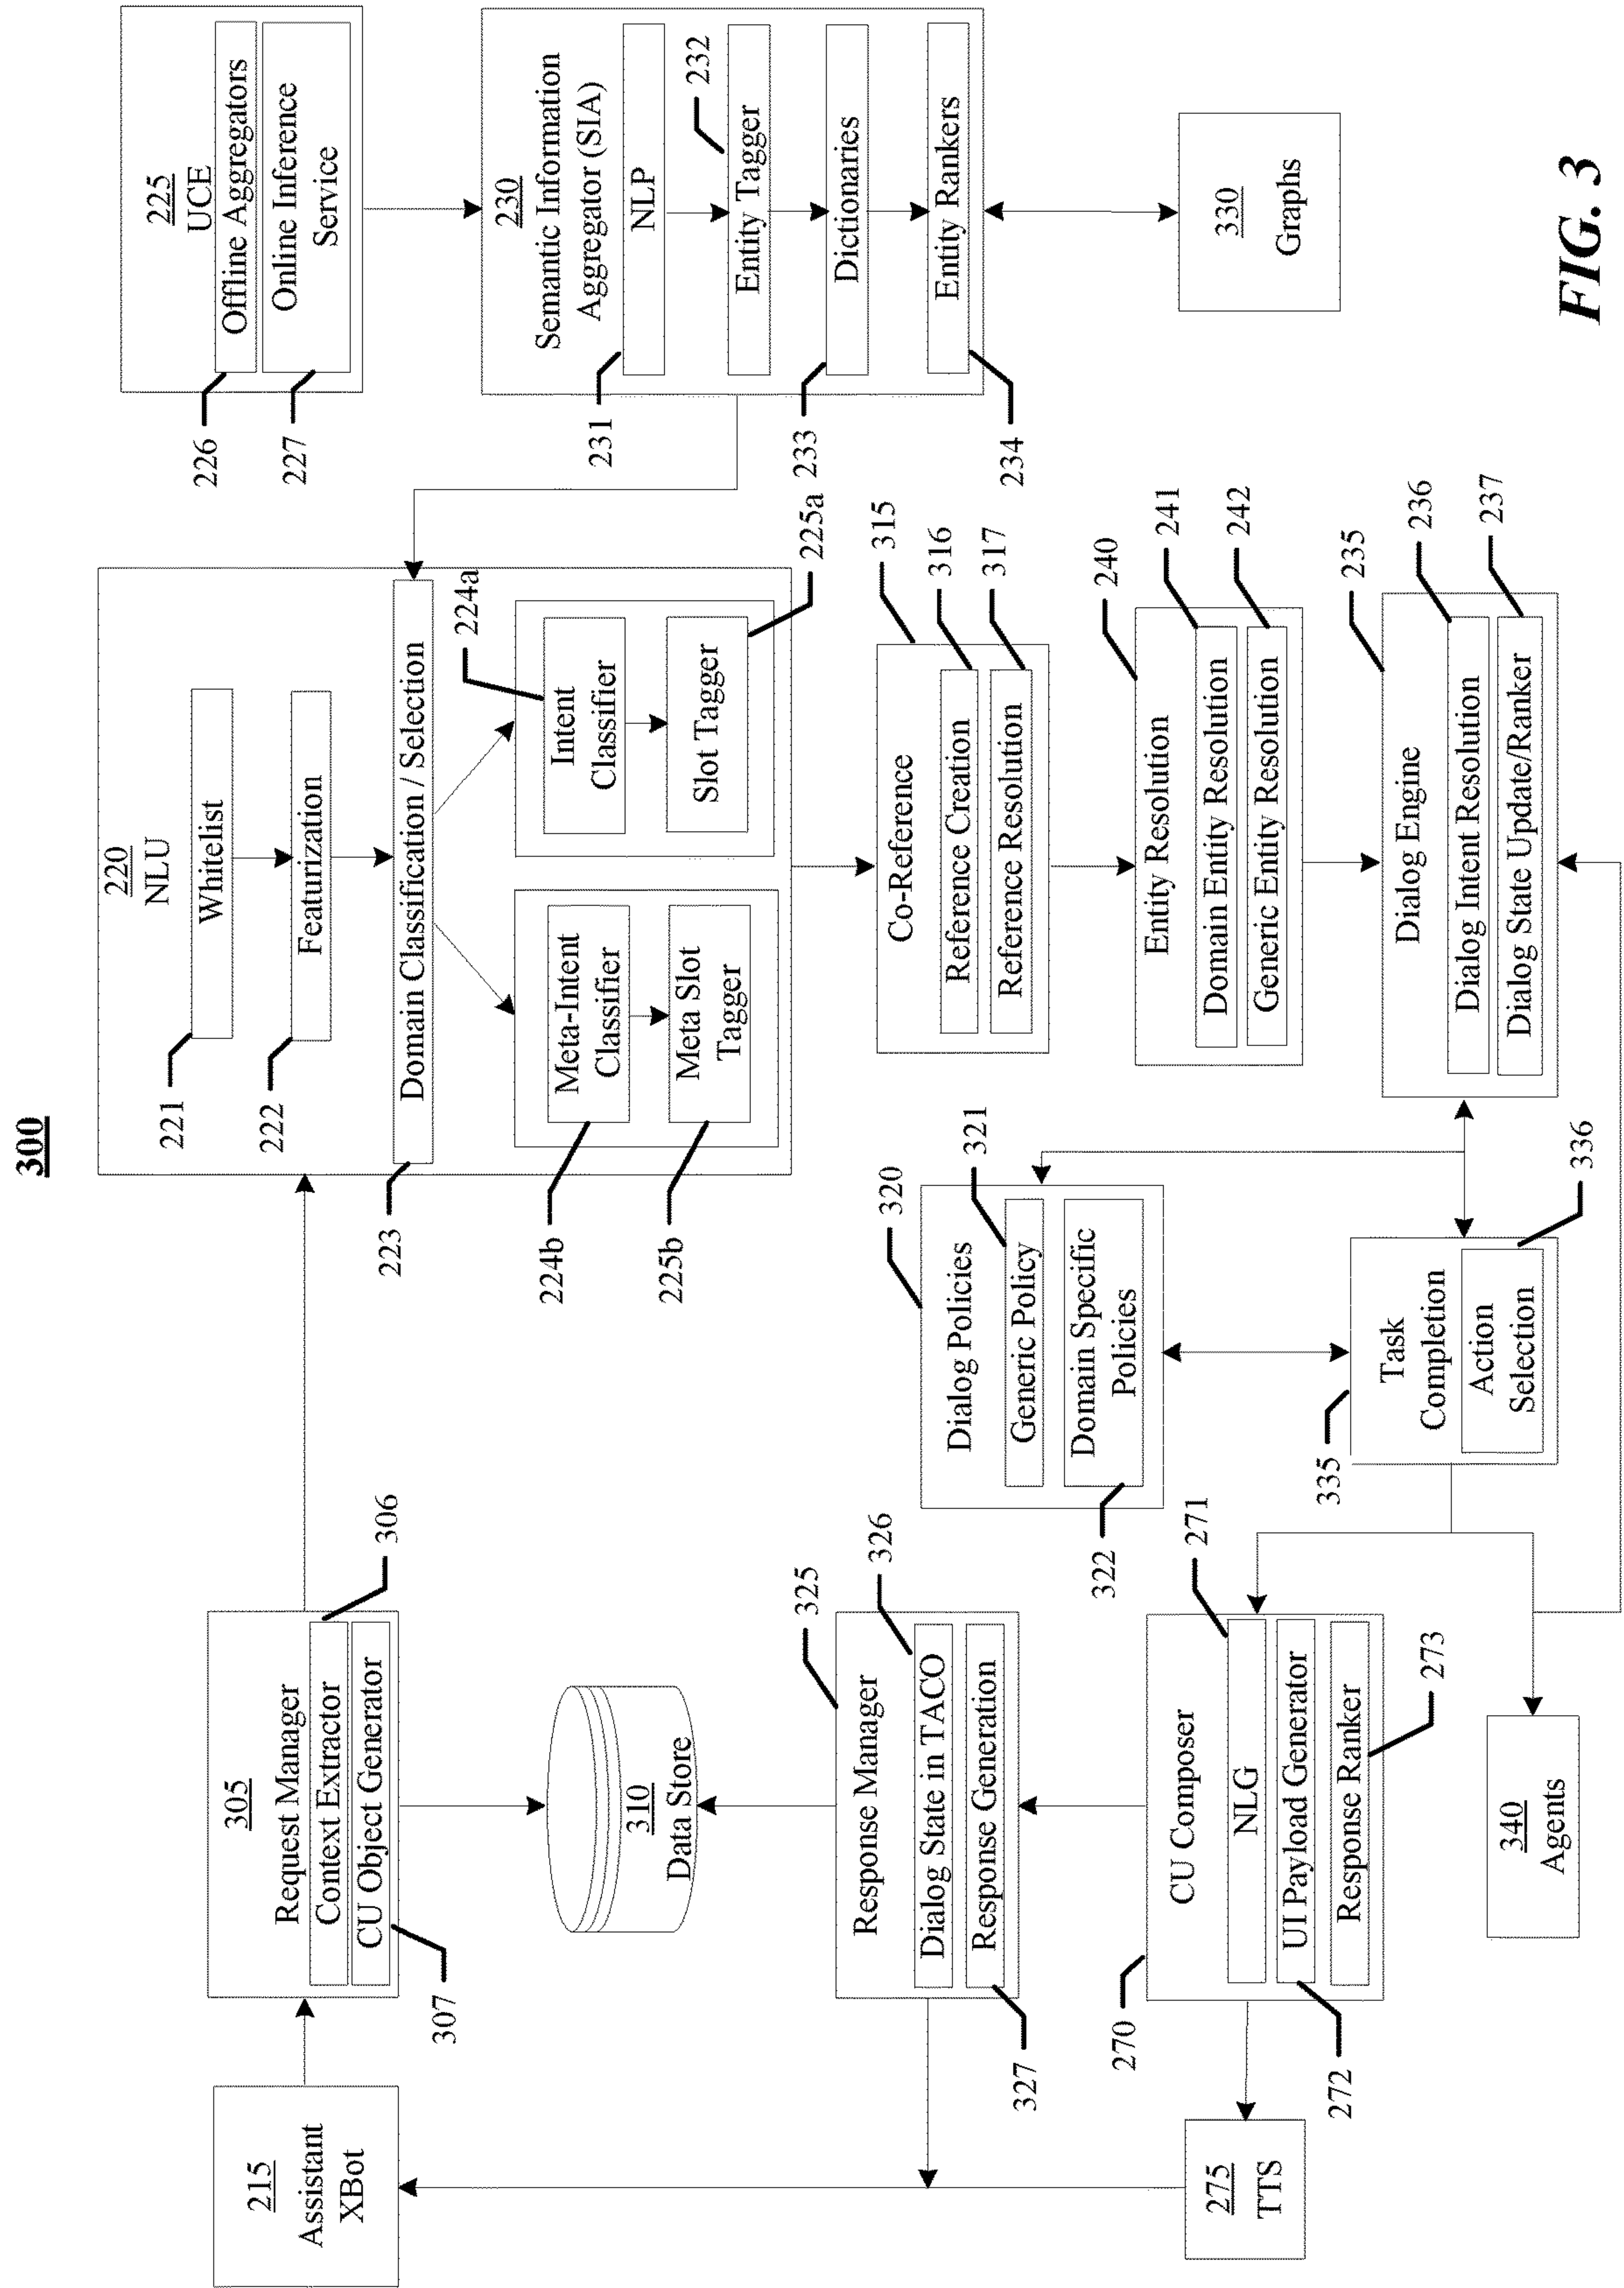 300
215
Assistant
XBot
305
Request Manager
Context Extractor
CU Object Generator
306
307
310
Data Store
220
NLU
Whitelist
221
Featurization
222
Domain Classification / Selection
223
Meta-Intent
Classifier
224b
Meta Slot
Tagger
225b
Intent
Classifier
224a
Slot Tagger
225a
225
UCE
Offline Aggregators
226
Online Inference
Service
227
230
Semantic Information
Aggregator (SIA)
NLP
231
Entity Tagger
232
Dictionaries
233
Entity Rankers
234
330
Graphs
Co-Reference
315
Reference Creation
316
Reference Resolution
317
Entity Resolution
240
Domain Entity Resolution
241
Generic Entity Resolution
242
Dialog Engine
235
Dialog Intent Resolution
236
Dialog State Update/Ranker
237
Dialog Policies
320
Generic Policy
321
Domain Specific
Policies
322
Task
Completion
335
Action
Selection
336
Response Manager
325
Dialog State in TACO
326
Response Generation
327
CU Composer
270
NLG
271
UI Payload Generator
272
Response Ranker
273
275
TTS
340
Agents
FIG. 3